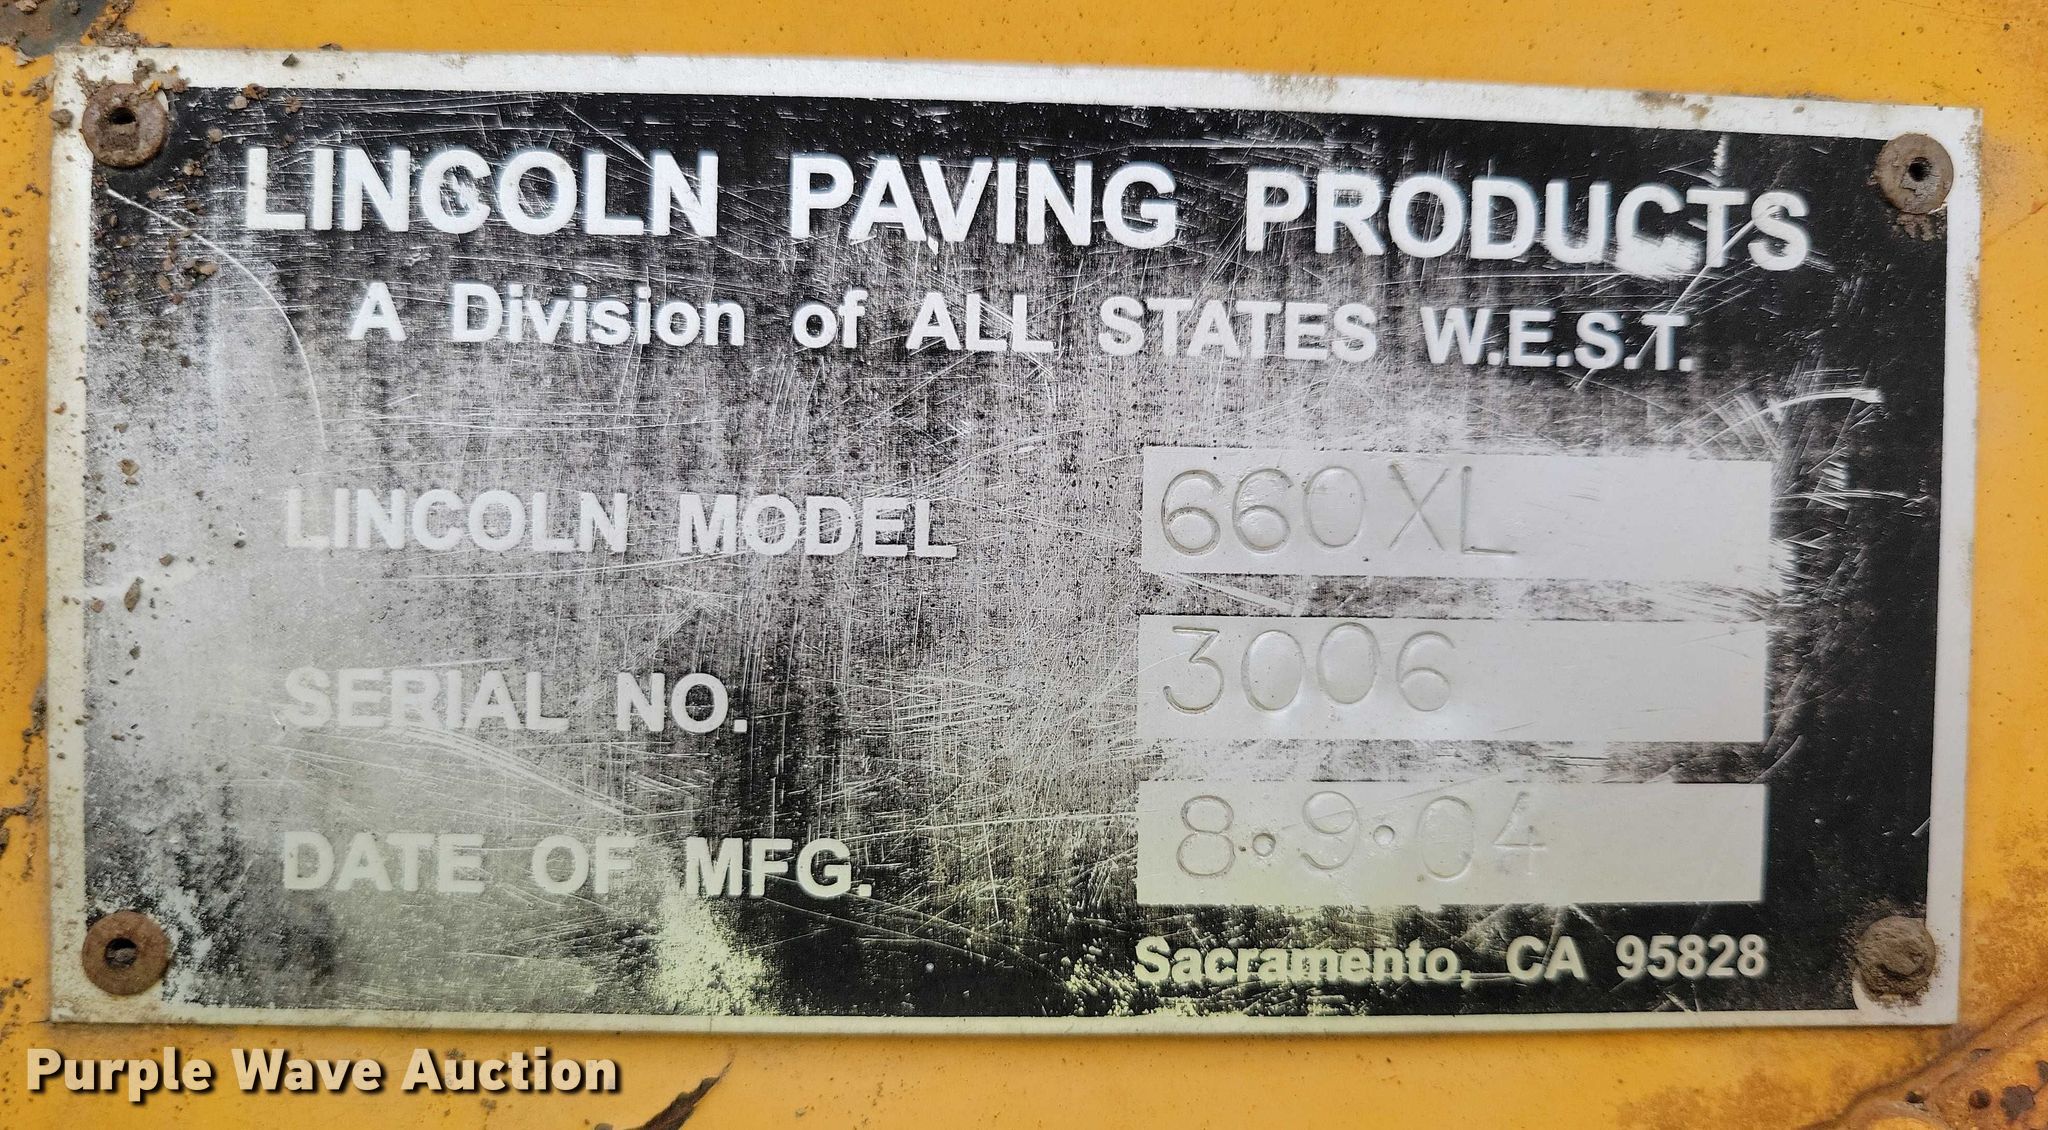 LINCOLN PAVING PRODUCTS
A Division of ALL STATES W.E.S.T.
LINCOLN MODEL 660XL
SERIAL NO. 3006
DATE OF MFG. 8.9.04
Sacramento, CA 95828
Purple Wave Auction